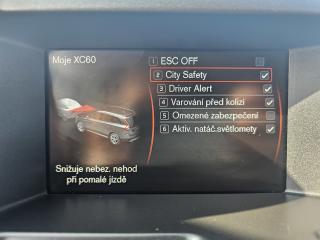 Moje XC60
1 ESC OFF
2 City Safety
3 Driver Alert
4 Varování před kolizí
5 Omezené zabezpečení
6 Aktiv. natáč.světlomety
Snižuje nebez. nehod
při pomalé jízdě